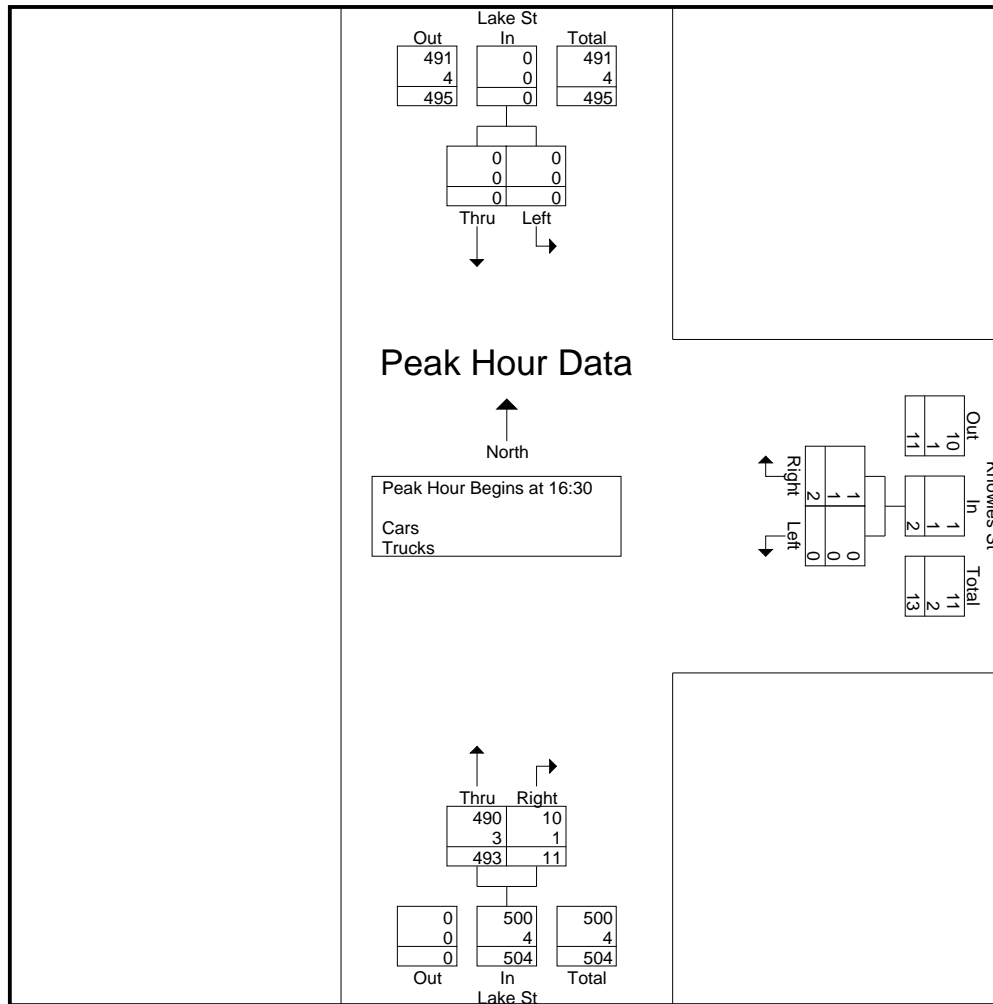 Lake St
Out In Total
491 0 491
4 0 4
495 0 495
0 0
0 0
0 0
Thru Left
Peak Hour Data
North
Peak Hour Begins at 16:30
Cars
Trucks
Knowles St
Out In Total
10 1 11
1 1 2
11 2 13
Right Left
1 0
1 0
2 0
Thru Right
490 10
3 1
493 11
0 500 500
0 4 4
0 504 504
Out In Total
Lake St